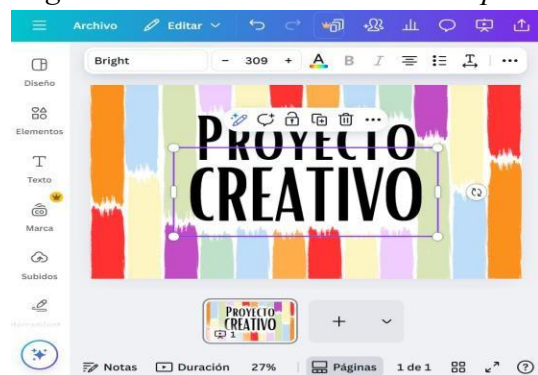 Archivo Editar
Bright - 309 + A B I
Diseño
Elementos
Texto
Marca
Subidos
PROYECTO
CREATIVO
PROYECTO
CREATIVO
1
Notas Duración 27% Páginas 1 de 1